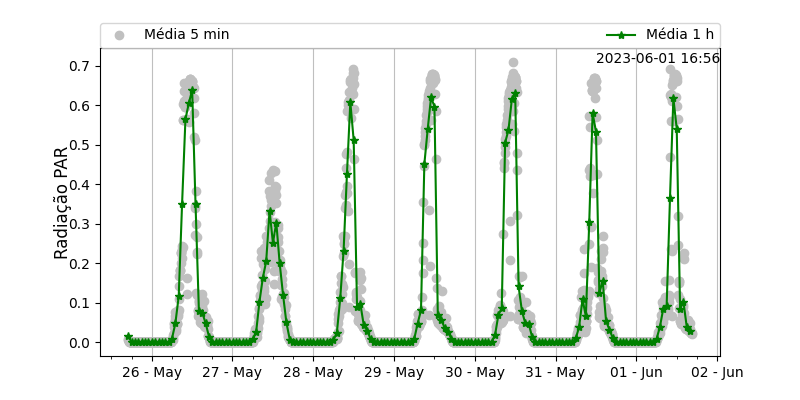 Média 5 min
Média 1 h
2023-06-01 16:56
Radiação PAR
0.7
0.6
0.5
0.4
0.3
0.2
0.1
0.0
26 - May
27 - May
28 - May
29 - May
30 - May
31 - May
01 - Jun
02 - Jun